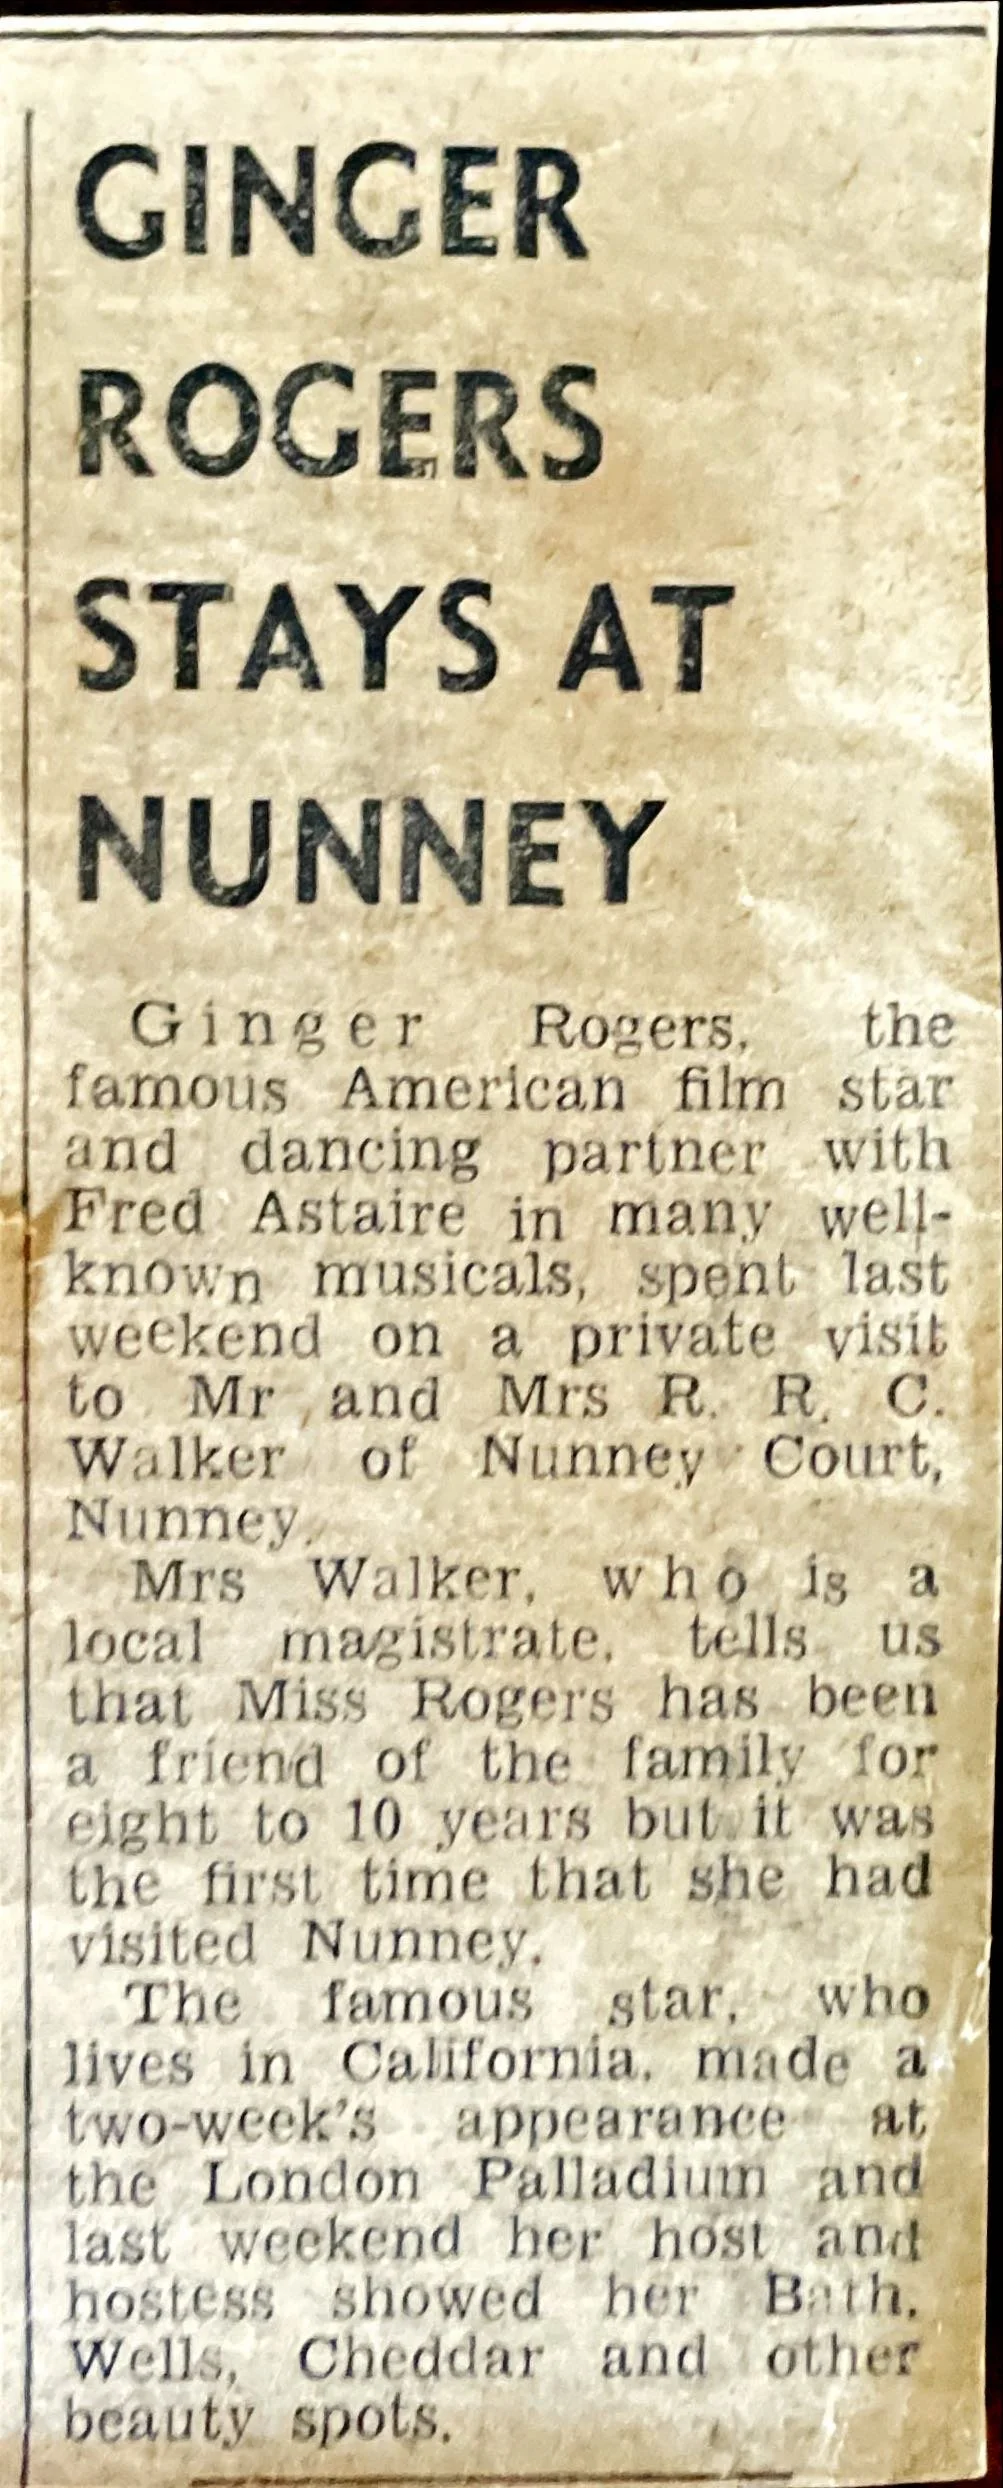 GINGER
ROGERS
STAYS AT
NUNNEY
Ginger Rogers, the
famous American film star
and dancing partner with
Fred Astaire in many well-
known musicals, spent last
weekend on a private visit
to Mr and Mrs R. R. C.
Walker of Nunney Court,
Nunney.
Mrs Walker, who is a
local magistrate, tells us
that Miss Rogers has been
a friend of the family for
eight to 10 years but it was
the first time that she had
visited Nunney.
The famous star, who
lives in California, made a
two-week's appearance at
the London Palladium and
last weekend her host and
hostess showed her Bath,
Wells, Cheddar and other
beauty spots.